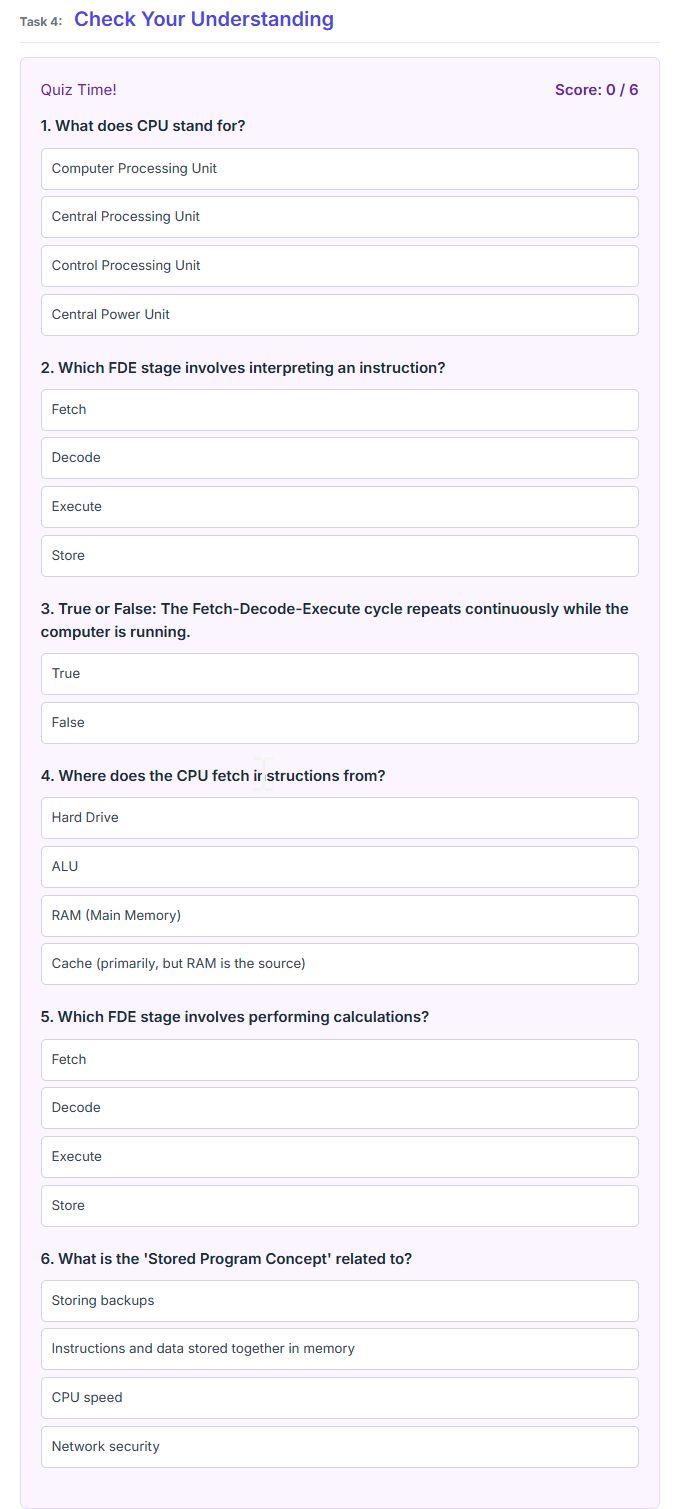 Task 4: Check Your Understanding
Quiz Time! Score: 0 / 6
1. What does CPU stand for?
Computer Processing Unit
Central Processing Unit
Control Processing Unit
Central Power Unit
2. Which FDE stage involves interpreting an instruction?
Fetch
Decode
Execute
Store
3. True or False: The Fetch-Decode-Execute cycle repeats continuously while the
computer is running.
True
False
4. Where does the CPU fetch instructions from?
Hard Drive
ALU
RAM (Main Memory)
Cache (primarily, but RAM is the source)
5. Which FDE stage involves performing calculations?
Fetch
Decode
Execute
Store
6. What is the 'Stored Program Concept' related to?
Storing backups
Instructions and data stored together in memory
CPU speed
Network security